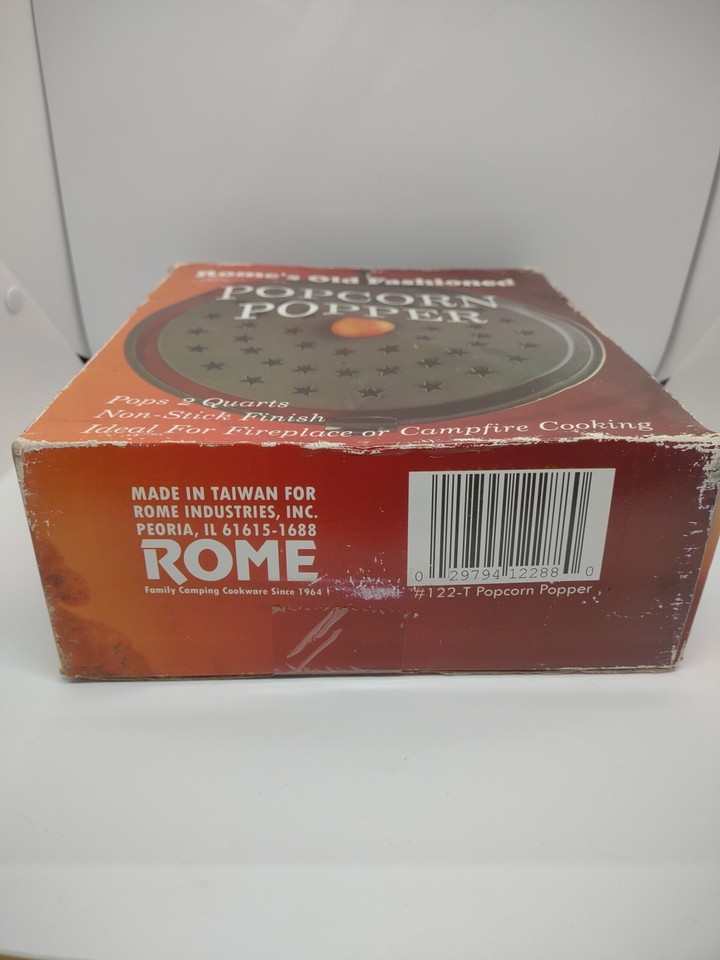 Rome's Old Fashioned
POPCORN
POPPER
Pops 2 Quarts
Non-Stick Finish
Ideal For Fireplace or Campfire Cooking
MADE IN TAIWAN FOR
ROME INDUSTRIES, INC.
PEORIA, IL 61615-1688
ROME
Family Camping Cookware Since 1964
0 29794 12288 0
#122-T Popcorn Popper